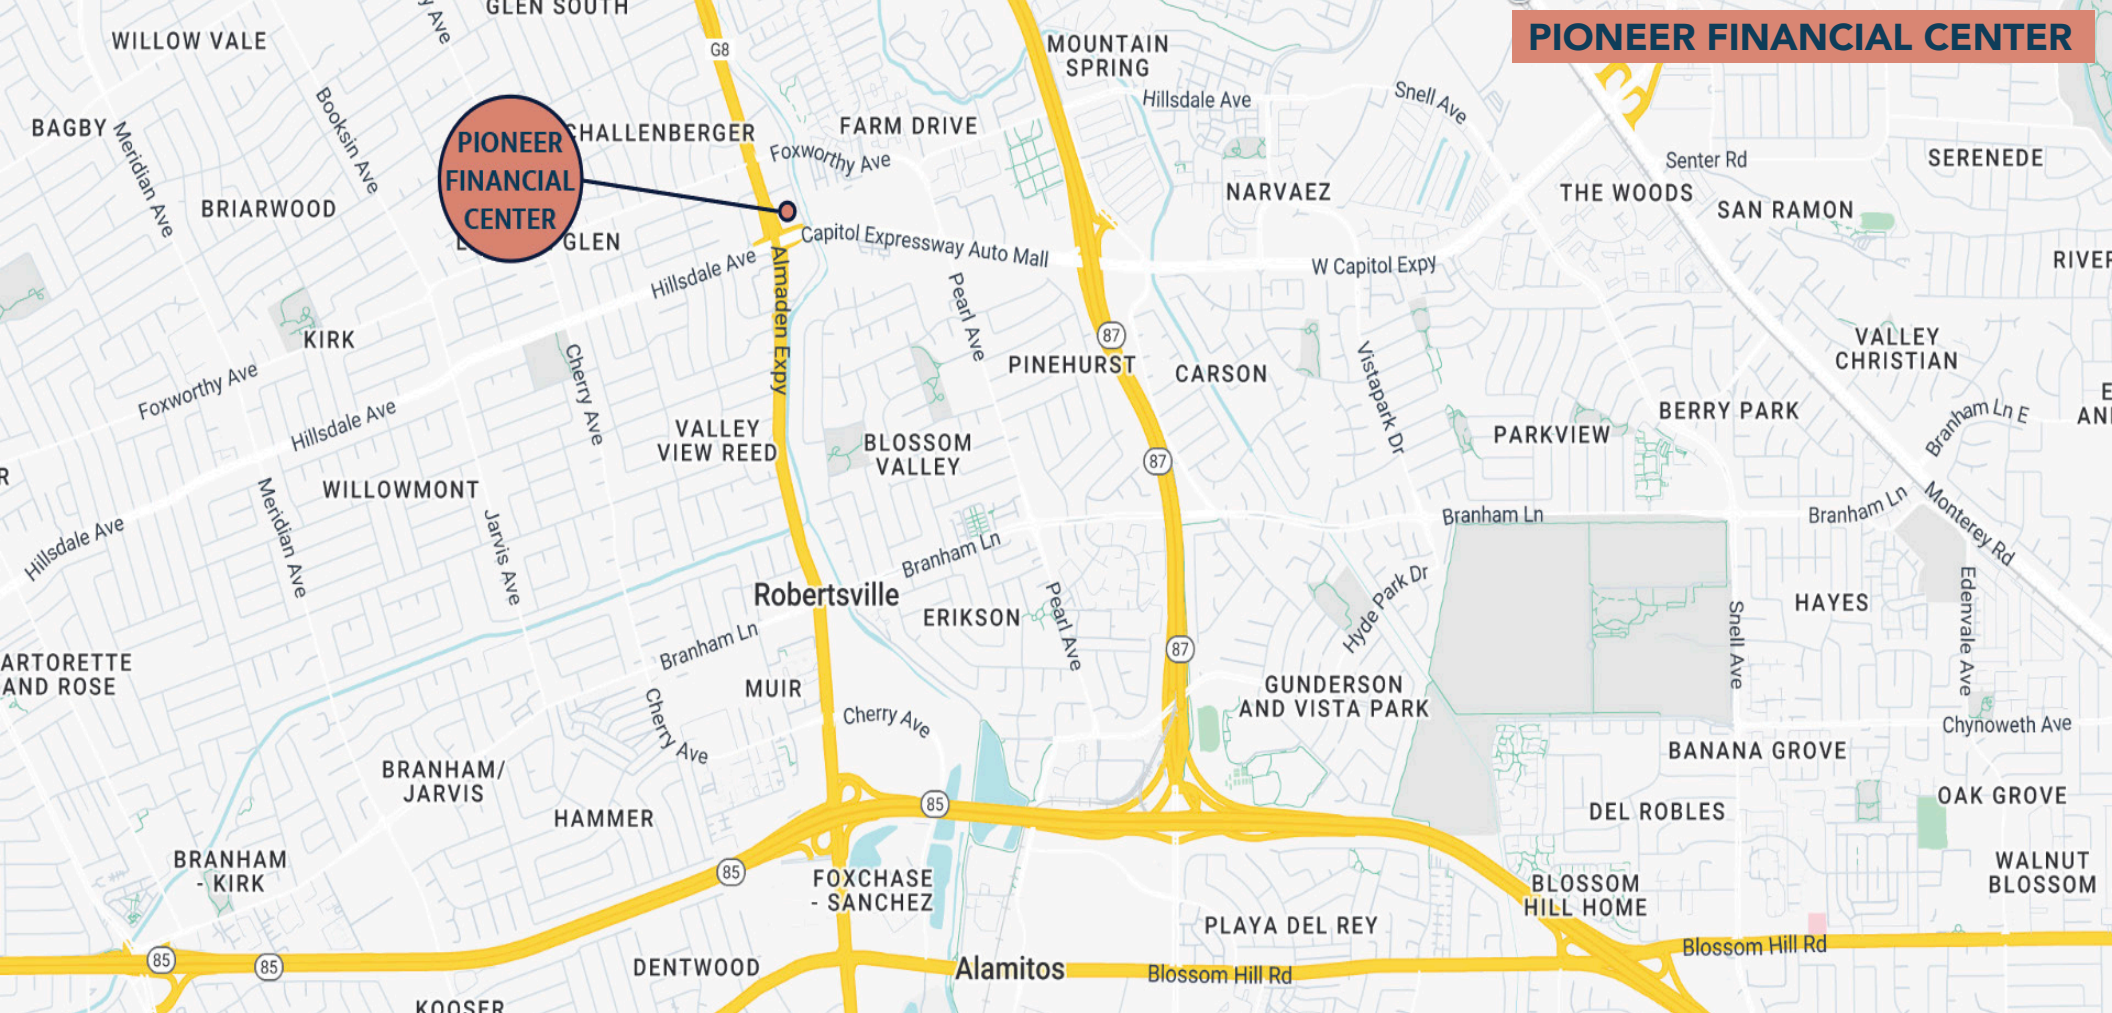 GLEN SOUTH
y Ave
PIONEER FINANCIAL CENTER
WILLOW VALE
G8
MOUNTAIN
SPRING
Hillsdale Ave
Snell Ave
Booksin Ave
BAGBY
Meridian Ave
PIONEER
FINANCIAL
CENTER
CHALLENBERGER
FARM DRIVE
Foxworthy Ave
Senter Rd
SERENEDE
NARVAEZ
THE WOODS
BRIARWOOD
SAN RAMON
GLEN
Hillsdale Ave
Capitol Expressway Auto Mall
W Capitol Expy
RIVER
Almaden Expy
Pearl Ave
KIRK
87
PINEHURST
CARSON
VALLEY
CHRISTIAN
Cherry Ave
Vistapark Dr
Foxworthy Ave
Hillsdale Ave
BERRY PARK
Branham Ln E
AN
VALLEY
VIEW REED
BLOSSOM
VALLEY
PARKVIEW
87
R
WILLOWMONT
Meridian Ave
Jarvis Ave
Branham Ln
Branham Ln
Monterey Rd
Hillsdale Ave
Branham Ln
Robertsville
ERIKSON
Pearl Ave
Hyde Park Dr
Snell Ave
HAYES
Edenvale Ave
Branham Ln
87
ARTORETTE
AND ROSE
MUIR
GUNDERSON
AND VISTA PARK
Cherry Ave
Cherry Ave
Chynoweth Ave
BANANA GROVE
BRANHAM/
JARVIS
HAMMER
85
DEL ROBLES
OAK GROVE
BRANHAM
- KIRK
85
FOXCHASE
- SANCHEZ
BLOSSOM
HILL HOME
WALNUT
BLOSSOM
PLAYA DEL REY
85
85
DENTWOOD
Alamitos
Blossom Hill Rd
Blossom Hill Rd
KOOSER